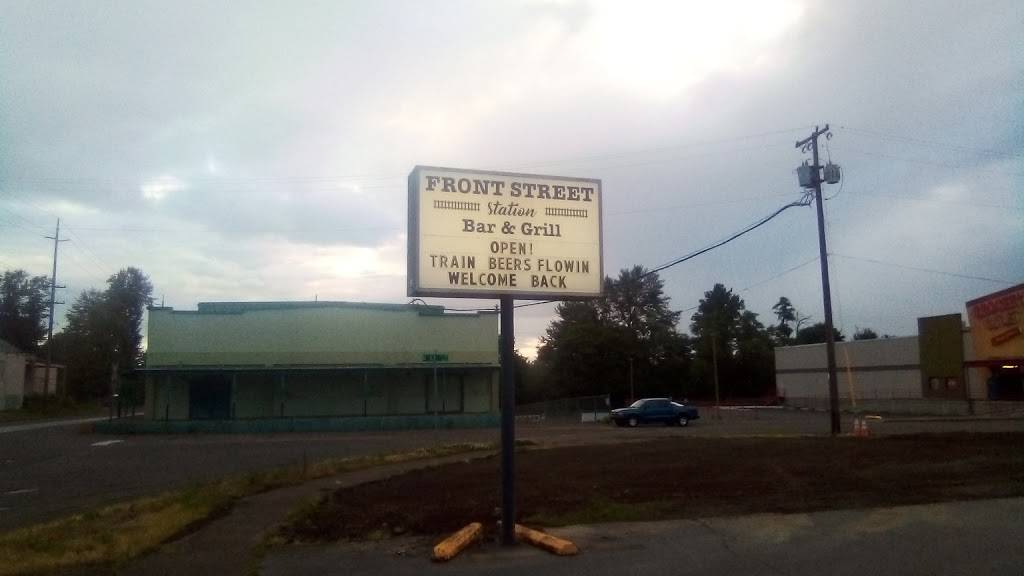 FRONT STREET
Station
Bar & Grill
OPEN!
TRAIN BEERS FLOWIN
WELCOME BACK